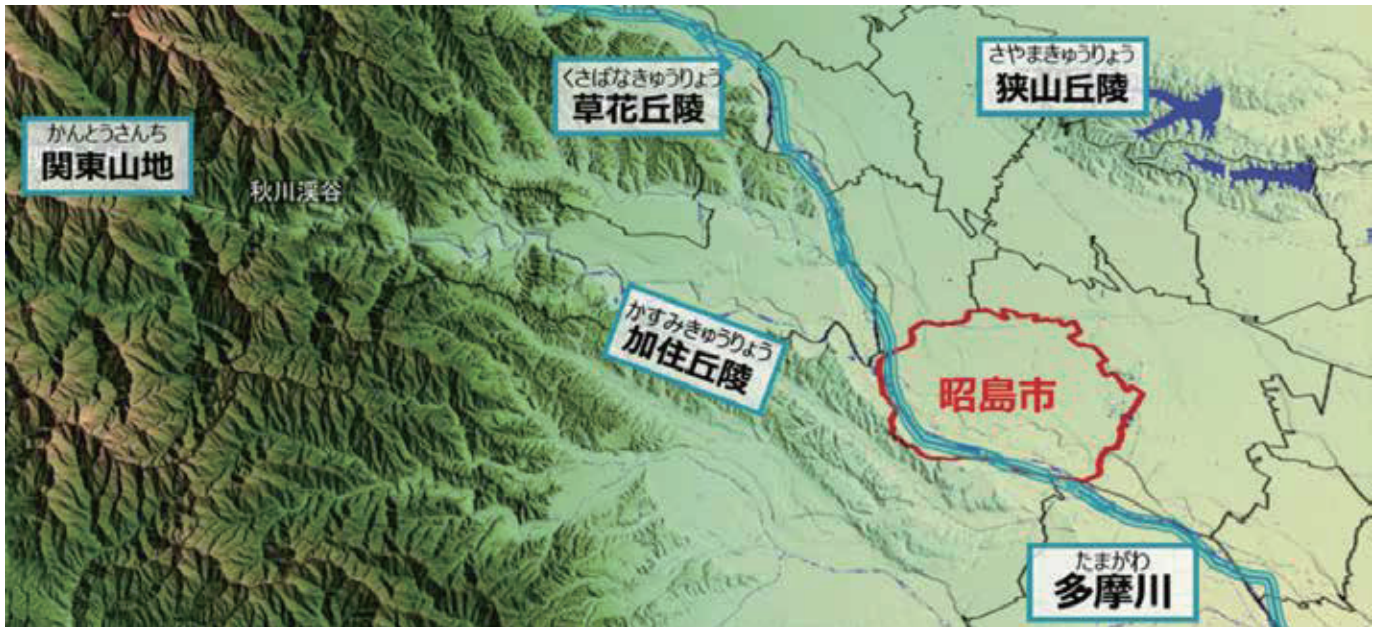 さやまきゅうりょう
狭山丘陵
くさばなきゅうりょう
草花丘陵
かんとうさんち
関東山地
秋川渓谷
かすみきゅうりょう
加住丘陵
昭島市
たまがわ
多摩川